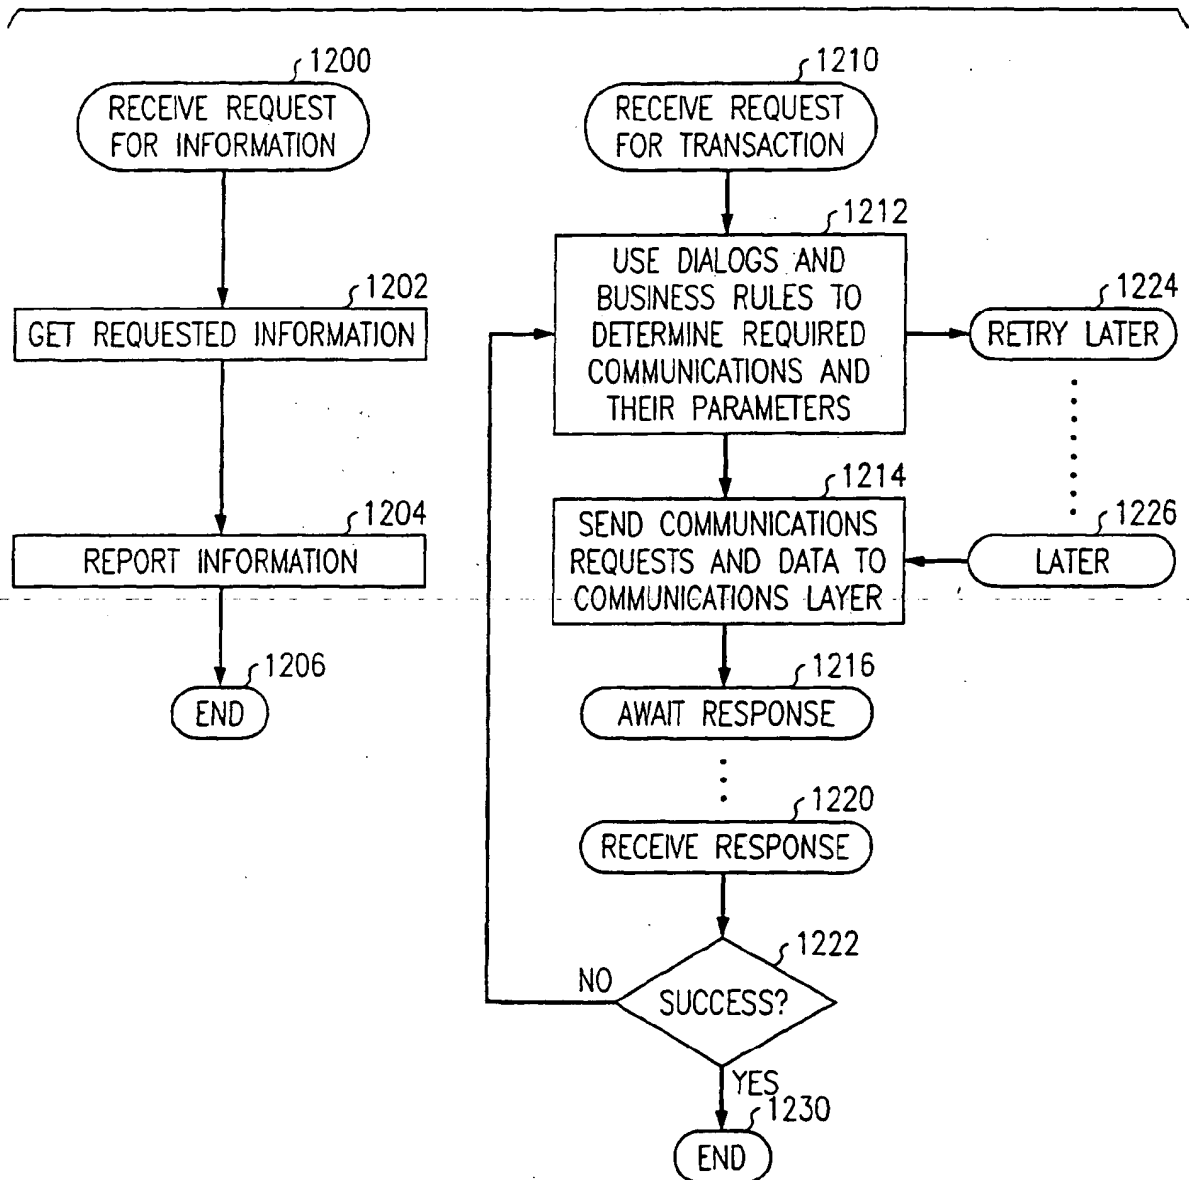 1200
RECEIVE REQUEST
FOR INFORMATION
1202
GET REQUESTED INFORMATION
1204
REPORT INFORMATION
1206
END
1210
RECEIVE REQUEST
FOR TRANSACTION
1212
USE DIALOGS AND
BUSINESS RULES TO
DETERMINE REQUIRED
COMMUNICATIONS AND
THEIR PARAMETERS
1224
RETRY LATER
1214
SEND COMMUNICATIONS
REQUESTS AND DATA TO
COMMUNICATIONS LAYER
1226
LATER
1216
AWAIT RESPONSE
1220
RECEIVE RESPONSE
1222
SUCCESS?
NO
YES
1230
END